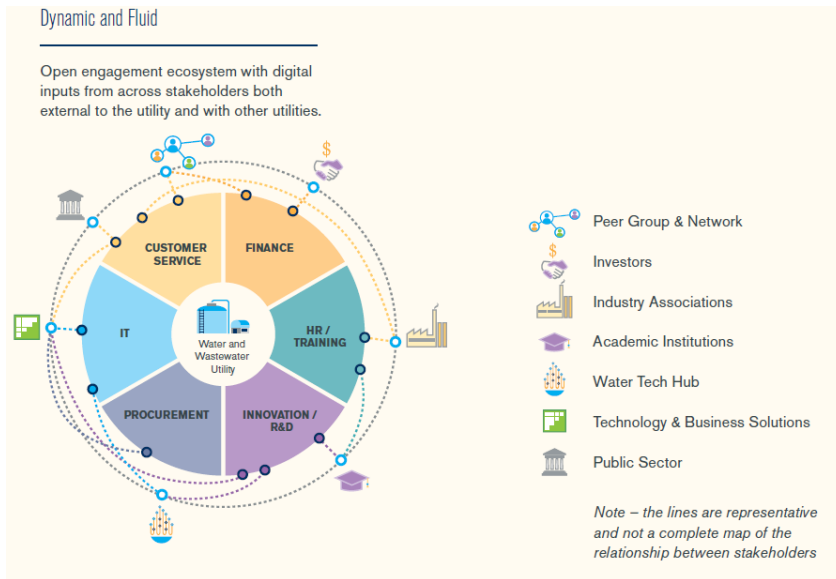 Dynamic and Fluid
Open engagement ecosystem with digital
inputs from across stakeholders both
external to the utility and with other utilities.
$
CUSTOMER
SERVICE
FINANCE
IT
HR /
TRAINING
Water and
Wastewater
Utility
PROCUREMENT
INNOVATION /
R&D
Peer Group & Network
$
Investors
Industry Associations
Academic Institutions
Water Tech Hub
Technology & Business Solutions
Public Sector
Note – the lines are representative
and not a complete map of the
relationship between stakeholders